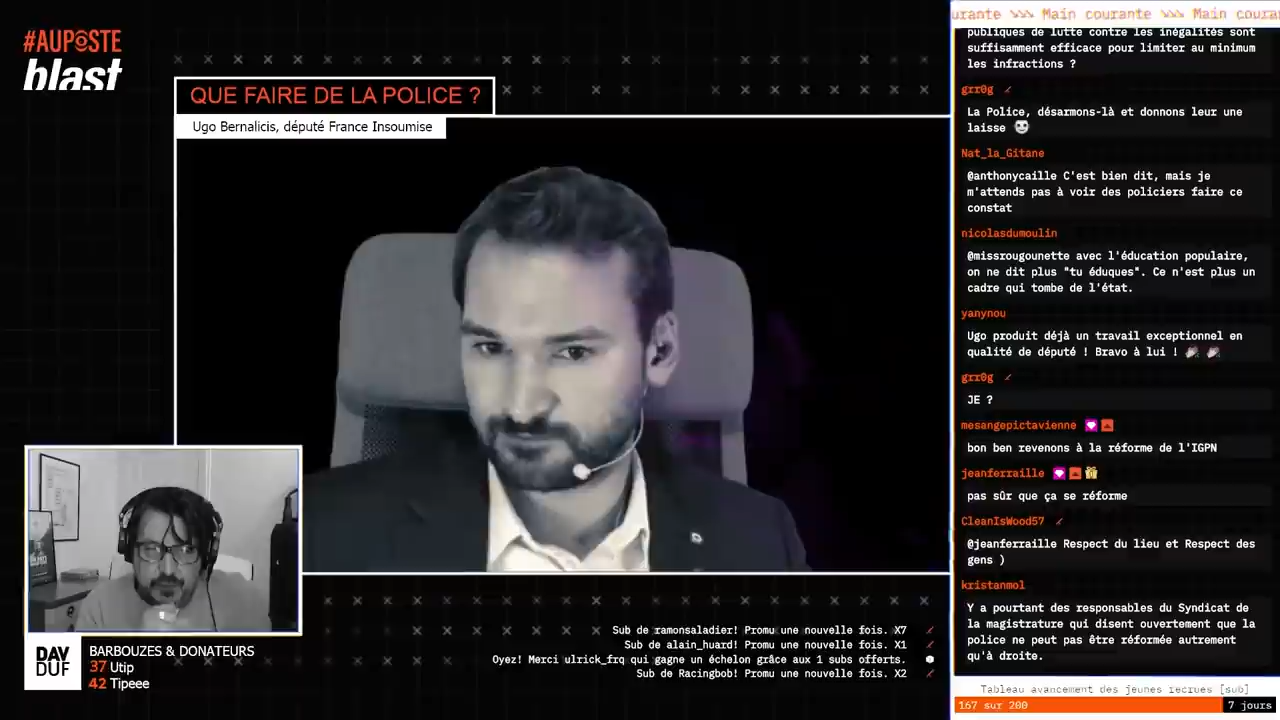 #AUPOSTE
blast
QUE FAIRE DE LA POLICE ?
Ugo Bernalicis, député France Insoumise
DAV
DUF
BARBOUZES & DONATEURS
37 Utip
42 Tipeee
Sub de ramonsaladier! Promu une nouvelle fois. X7
Sub de alain_huard! Promu une nouvelle fois. X1
Oyez! Merci ulrick_frq qui gagne un échelon grâce aux 1 subs offerts.
Sub de Racingbob! Promu une nouvelle fois. X2
urante >>> Main courante >>> Main couran
publiques de lutte contre les inégalités sont
suffisamment efficace pour limiter au minimum
les infractions ?
grr0g
La Police, désarmons-là et donnons leur une
laisse
Nat_la_Gitane
@anthonycaille C'est bien dit, mais je
m'attends pas à voir des policiers faire ce
constat
nicolasdumoulin
@missrougounette avec l'éducation populaire,
on ne dit plus "tu éduques". Ce n'est plus un
cadre qui tombe de l'état.
yanynou
Ugo produit déjà un travail exceptionnel en
qualité de député ! Bravo à lui !
grr0g
JE ?
mesangepictavienne
bon ben revenons à la réforme de l'IGPN
jeanferraille
pas sûr que ça se réforme
CleanIsWood57
@jeanferraille Respect du lieu et Respect des
gens )
kristanmol
Y a pourtant des responsables du Syndicat de
la magistrature qui disent ouvertement que la
police ne peut pas être réformée autrement
qu'à droite.
Tableau avancement des jeunes recrues [sub]
167 sur 200
7 jours